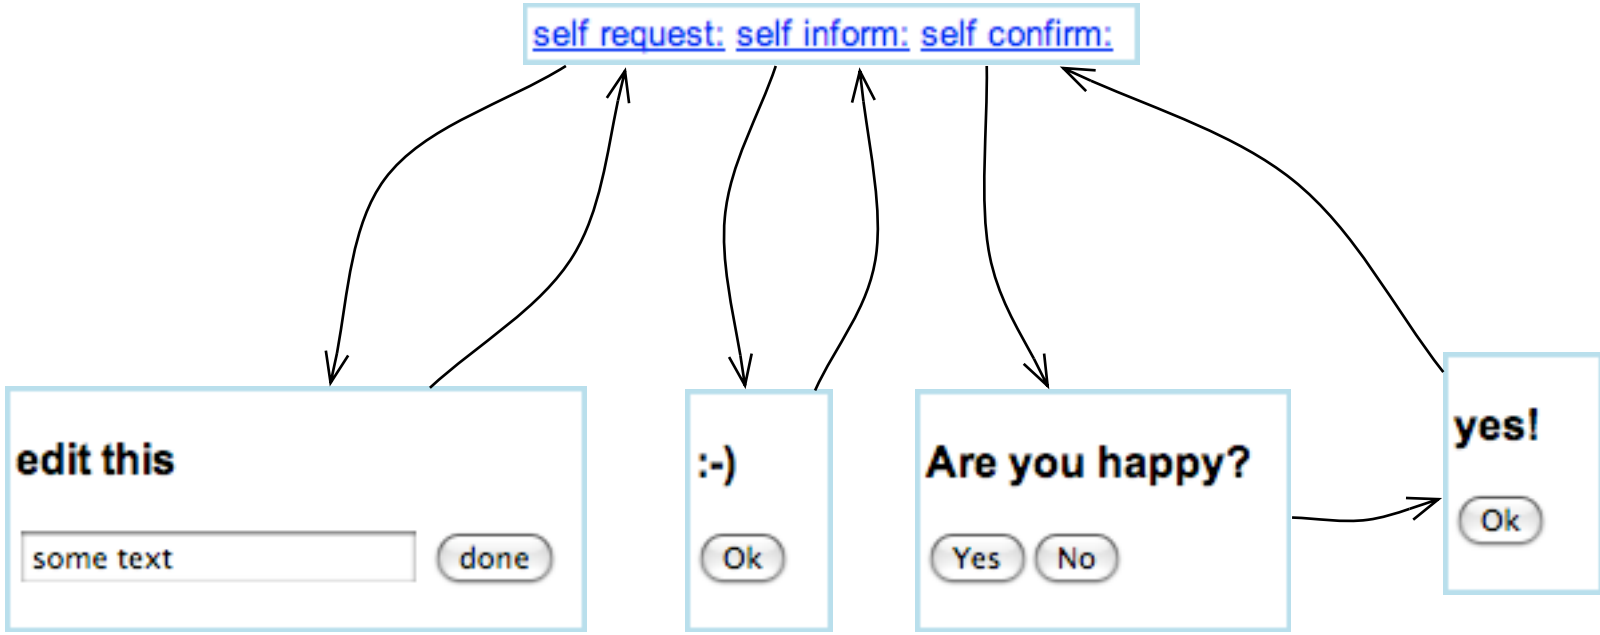 self request: self inform: self confirm:
edit this
some text
done
:-)
Ok
Are you happy?
Yes No
yes!
Ok